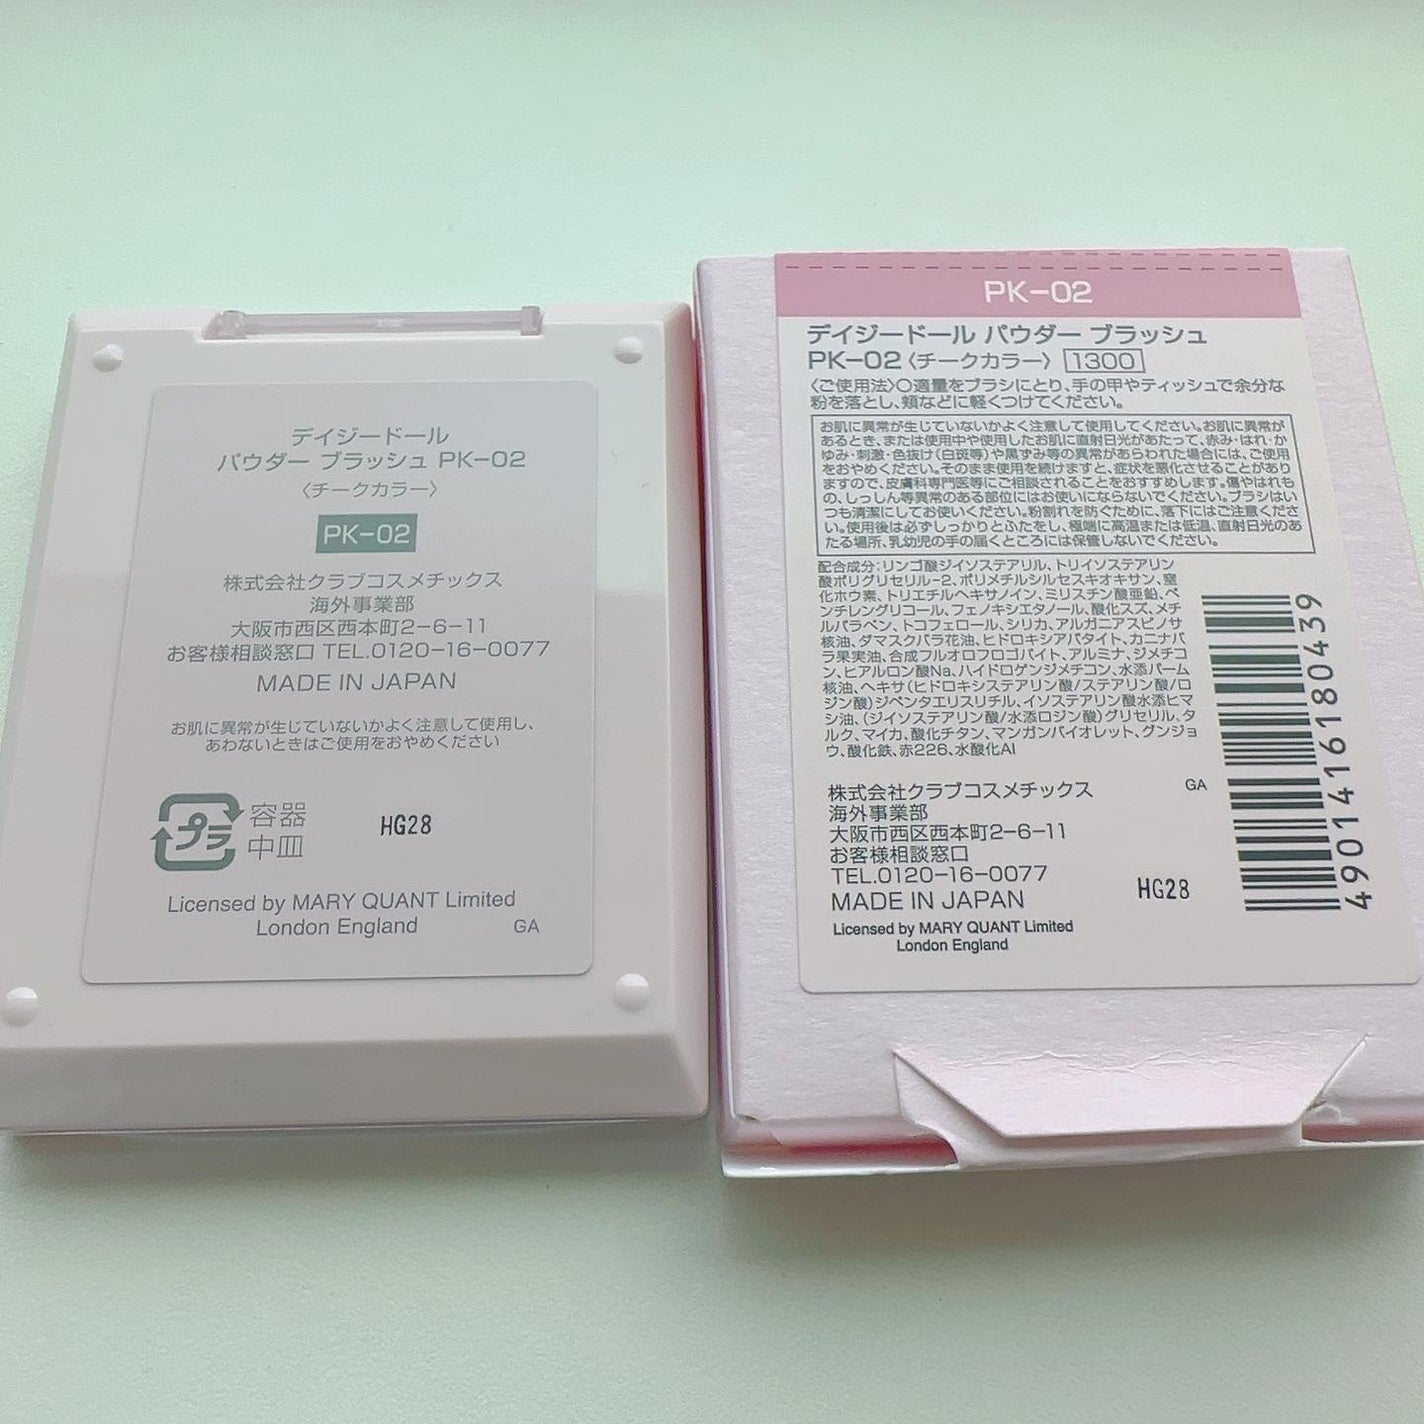 デイジードール
パウダー ブラッシュ PK-02
〈チークカラー〉
PK-02
株式会社クラブコスメチックス
海外事業部
大阪市西区西本町2-6-11
お客様相談窓口 TEL.0120-16-0077
MADE IN JAPAN
お肌に異常が生じていないかよく注意して使用し、
あわないときはご使用をおやめください
プラ
容器
中皿
HG28
Licensed by MARY QUANT Limited
London England
GA
PK-02
デイジードール パウダー ブラッシュ
PK-02〈チークカラー〉 1300
〈ご使用法〉〇適量をブラシにとり、手の甲やティッシュで余分な
粉を落とし、頬などに軽くつけてください。
お肌に異常が生じていないかよく注意して使用してください。お肌に異常が
あるとき、または使用中や使用したお肌に直射日光があたって、赤み・はれ・か
ゆみ・刺激・色抜け(白斑等)や黒ずみ等の異常があらわれた場合には、ご使用
をおやめください。そのまま使用を続けますと、症状を悪化させることがあり
ますので、皮膚科専門医等にご相談されることをおすすめします。傷やはれも
の、しっしん等異常のある部位にはお使いにならないでください。ブラシはい
つも清潔にしてお使いください。粉割れを防ぐために、落下にはご注意くださ
い。使用後は必ずしっかりとふたをし、極端に高温または低温、直射日光のあ
たる場所、乳幼児の手の届くところには保管しないでください。
配合成分:リンゴ酸ジイソステアリル、トリイソステアリン
酸ポリグリセリル-2、ポリメチルシルセスキオキサン、窒
化ホウ素、トリエチルヘキサノイン、ミリスチン酸亜鉛、ペ
ンチレングリコール、フェノキシエタノール、酸化スズ、メチ
ルパラベン、トコフェロール、シリカ、アルガニアスピノサ
核油、ダマスクバラ花油、ヒドロキシアパタイト、カニナバ
ラ果実油、合成フルオロフロゴパイト、アルミナ、ジメチコ
ン、ヒアルロン酸Na、ハイドロゲンジメチコン、水添パーム
核油、ヘキサ(ヒドロキシステアリン酸/ステアリン酸/ロ
ジン酸)ジペンタエリスリチル、イソステアリン酸水添ヒマ
シ油、(ジイソステアリン酸/水添ロジン酸)グリセリル、タ
ルク、マイカ、酸化チタン、マンガンバイオレット、グンジョ
ウ、酸化鉄、赤226、水酸化Al
GA
株式会社クラブコスメチックス
海外事業部
大阪市西区西本町2-6-11
お客様相談窓口
TEL.0120-16-0077
MADE IN JAPAN
HG28
Licensed by MARY QUANT Limited
London England
4901416180439